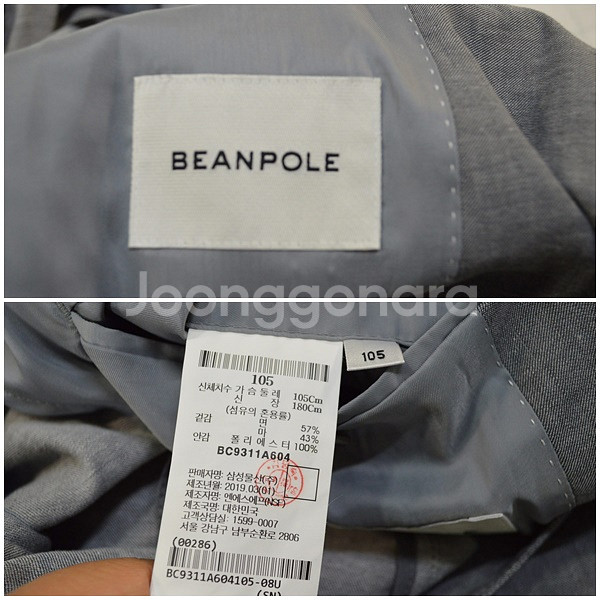 BEANPOLE
Joonggonara
105
105
신체치수 가슴둘레 105Cm
신 장 180Cm
(섬유의 혼용률)
겉감 면 57%
마 43%
안감 폴리에스터 100%
BC9311A604
판매자명: 삼성물산(주)
제조년월: 2019.03(01)
제조자명: 엔에스에프(NSF)
제조국명: 대한민국
고객상담실: 1599-0007
서울 강남구 남부순환로 2806
(00286)
BC9311A604105-08U
(SN)